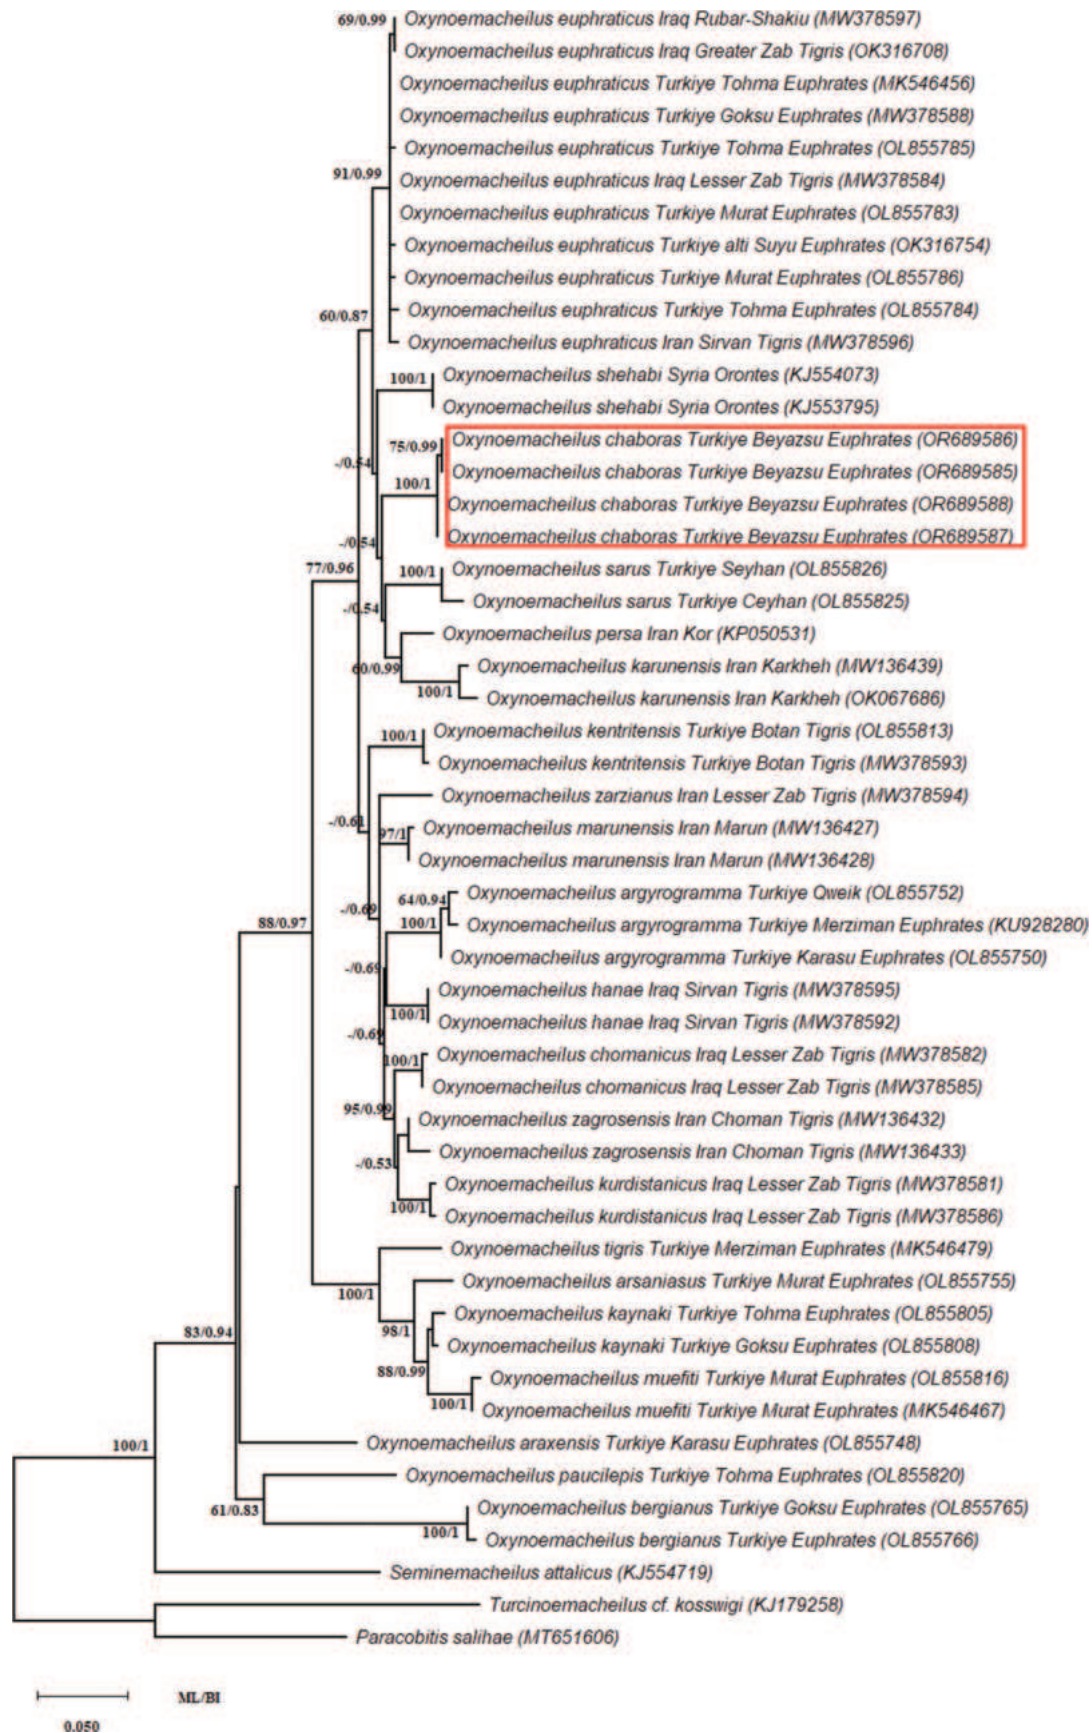 69/0.99 Oxynoemacheilus euphraticus Iraq Rubar-Shakiu (MW378597)
Oxynoemacheilus euphraticus Iraq Greater Zab Tigris (OK316708)
Oxynoemacheilus euphraticus Turkiye Tohma Euphrates (MK546456)
Oxynoemacheilus euphraticus Turkiye Goksu Euphrates (MW378588)
Oxynoemacheilus euphraticus Turkiye Tohma Euphrates (OL855785)
91/0.99 Oxynoemacheilus euphraticus Iraq Lesser Zab Tigris (MW378584)
Oxynoemacheilus euphraticus Turkiye Murat Euphrates (OL855783)
Oxynoemacheilus euphraticus Turkiye alti Suyu Euphrates (OK316754)
Oxynoemacheilus euphraticus Turkiye Murat Euphrates (OL855786)
60/0.87 Oxynoemacheilus euphraticus Turkiye Tohma Euphrates (OL855784)
Oxynoemacheilus euphraticus Iran Sirvan Tigris (MW378596)
100/1 Oxynoemacheilus shehabi Syria Orontes (KJ554073)
Oxynoemacheilus shehabi Syria Orontes (KJ553795)
75/0.99 Oxynoemacheilus chaboras Turkiye Beyazsu Euphrates (OR689586)
-/0.54 Oxynoemacheilus chaboras Turkiye Beyazsu Euphrates (OR689585)
100/1 Oxynoemacheilus chaboras Turkiye Beyazsu Euphrates (OR689588)
-/0.54 Oxynoemacheilus chaboras Turkiye Beyazsu Euphrates (OR689587)
77/0.96 100/1 Oxynoemacheilus sarus Turkiye Seyhan (OL855826)
-/0.54 Oxynoemacheilus sarus Turkiye Ceyhan (OL855825)
Oxynoemacheilus persa Iran Kor (KP050531)
60/0.99 Oxynoemacheilus karunensis Iran Karkheh (MW136439)
100/1 Oxynoemacheilus karunensis Iran Karkheh (OK067686)
100/1 Oxynoemacheilus kentritensis Turkiye Botan Tigris (OL855813)
Oxynoemacheilus kentritensis Turkiye Botan Tigris (MW378593)
Oxynoemacheilus zarzianus Iran Lesser Zab Tigris (MW378594)
-/0.61 97/1 Oxynoemacheilus marunensis Iran Marun (MW136427)
Oxynoemacheilus marunensis Iran Marun (MW136428)
64/0.94 Oxynoemacheilus argyrogramma Turkiye Qweik (OL855752)
88/0.97 -/0.69 100/1 Oxynoemacheilus argyrogramma Turkiye Merziman Euphrates (KU928280)
Oxynoemacheilus argyrogramma Turkiye Karasu Euphrates (OL855750)
-/0.69 Oxynoemacheilus hanae Iraq Sirvan Tigris (MW378595)
100/1 Oxynoemacheilus hanae Iraq Sirvan Tigris (MW378592)
-/0.69 100/1 Oxynoemacheilus chomanicus Iraq Lesser Zab Tigris (MW378582)
Oxynoemacheilus chomanicus Iraq Lesser Zab Tigris (MW378585)
95/0.99 Oxynoemacheilus zagrosensis Iran Choman Tigris (MW136432)
-/0.53 Oxynoemacheilus zagrosensis Iran Choman Tigris (MW136433)
Oxynoemacheilus kurdistanicus Iraq Lesser Zab Tigris (MW378581)
100/1 Oxynoemacheilus kurdistanicus Iraq Lesser Zab Tigris (MW378586)
Oxynoemacheilus tigris Turkiye Merziman Euphrates (MK546479)
100/1 Oxynoemacheilus arsaniasus Turkiye Murat Euphrates (OL855755)
98/1 Oxynoemacheilus kaynaki Turkiye Tohma Euphrates (OL855805)
83/0.94 Oxynoemacheilus kaynaki Turkiye Goksu Euphrates (OL855808)
88/0.99 Oxynoemacheilus muefiti Turkiye Murat Euphrates (OL855816)
100/1 Oxynoemacheilus muefiti Turkiye Murat Euphrates (MK546467)
100/1 Oxynoemacheilus araxensis Turkiye Karasu Euphrates (OL855748)
Oxynoemacheilus paucilepis Turkiye Tohma Euphrates (OL855820)
61/0.83 Oxynoemacheilus bergianus Turkiye Goksu Euphrates (OL855765)
100/1 Oxynoemacheilus bergianus Turkiye Euphrates (OL855766)
Seminemacheilus attalicus (KJ554719)
Turcinoemacheilus cf. kosswigi (KJ179258)
Paracobitis salihae (MT651606)
ML/BI
0.050